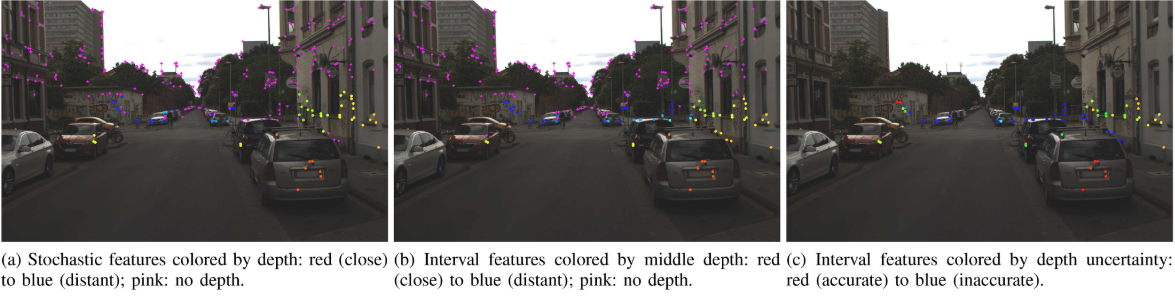 (a) Stochastic features colored by depth: red (close)
to blue (distant); pink: no depth.
(b) Interval features colored by middle depth: red
(close) to blue (distant); pink: no depth.
(c) Interval features colored by depth uncertainty:
red (accurate) to blue (inaccurate).